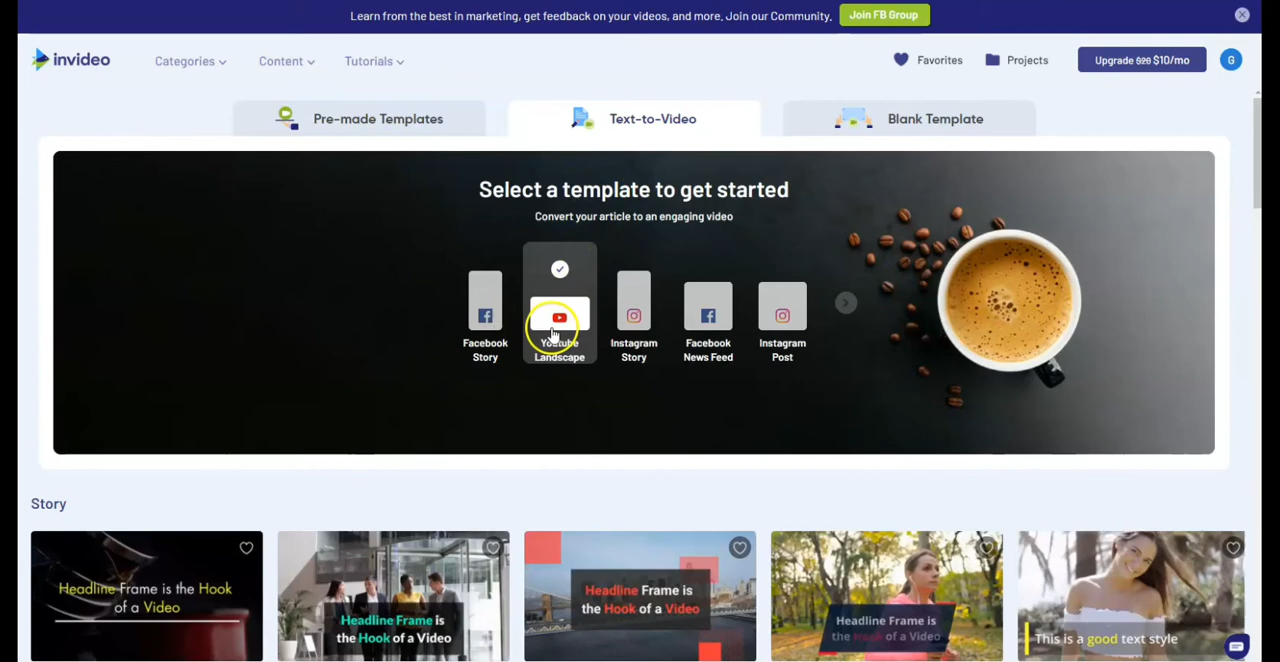 Learn from the best in marketing, get feedback on your videos, and more. Join our Community. Join FB Group
invideo Categories Content Tutorials Favorites Projects Upgrade $20 $10/mo G
Pre-made Templates Text-to-Video Blank Template
Select a template to get started
Convert your article to an engaging video
Facebook Story
Youtube Landscape
Instagram Story
Facebook News Feed
Instagram Post
Story
Headline Frame is the Hook
of a Video
Headline Frame is
the Hook of a Video
Headline Frame is
the Hook of a Video
Headline Frame is
the Hook of a Video
This is a good text style